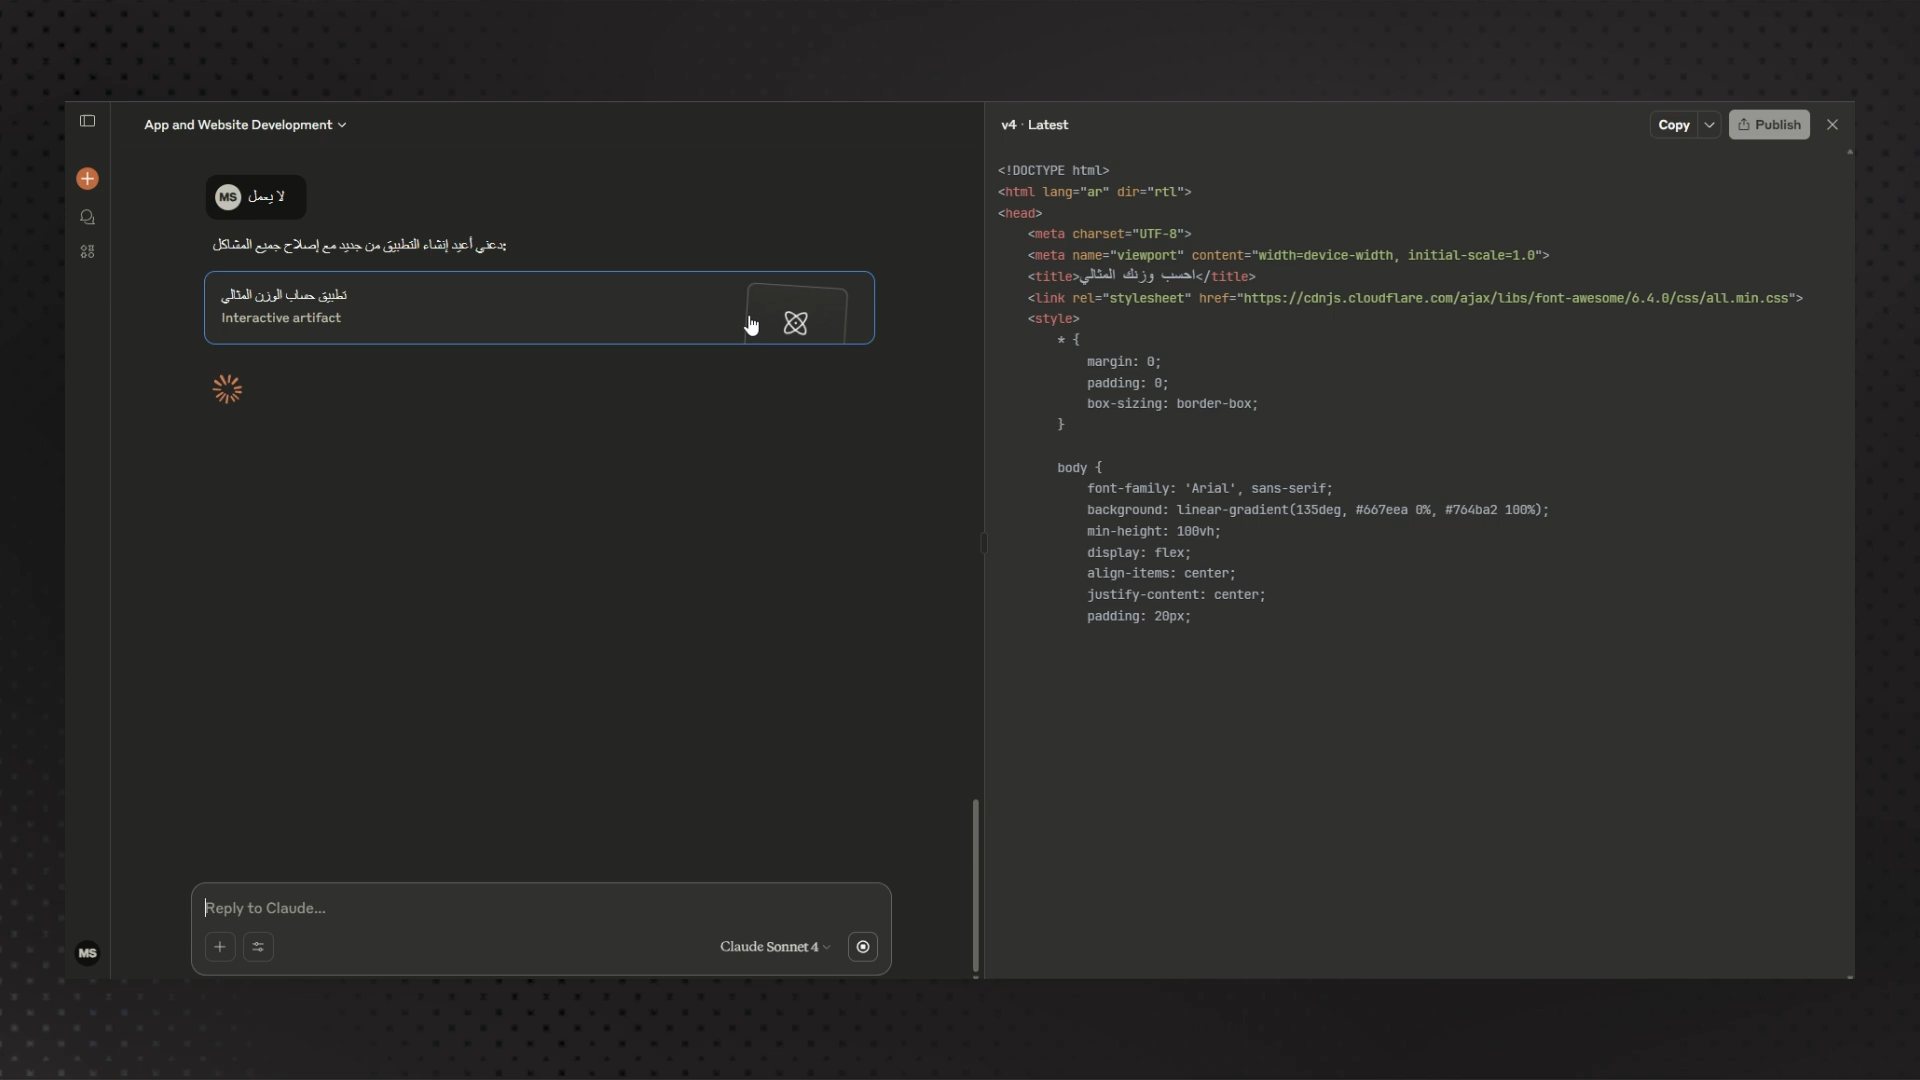 App and Website Development
MS لا يعمل
دعني أعيد إنشاء التطبيق من جديد مع إصلاح جميع المشاكل:
تطبيق حساب الوزن المثالي
Interactive artifact
Reply to Claude...
Claude Sonnet 4
MS
v4 · Latest
Copy
Publish
<!DOCTYPE html>
<html lang="ar" dir="rtl">
<head>
<meta charset="UTF-8">
<meta name="viewport" content="width=device-width, initial-scale=1.0">
<title>احسب وزنك المثالي</title>
<link rel="stylesheet" href="https://cdnjs.cloudflare.com/ajax/libs/font-awesome/6.4.0/css/all.min.css">
<style>
* {
margin: 0;
padding: 0;
box-sizing: border-box;
}
body {
font-family: 'Arial', sans-serif;
background: linear-gradient(135deg, #667eea 0%, #764ba2 100%);
min-height: 100vh;
display: flex;
align-items: center;
justify-content: center;
padding: 20px;